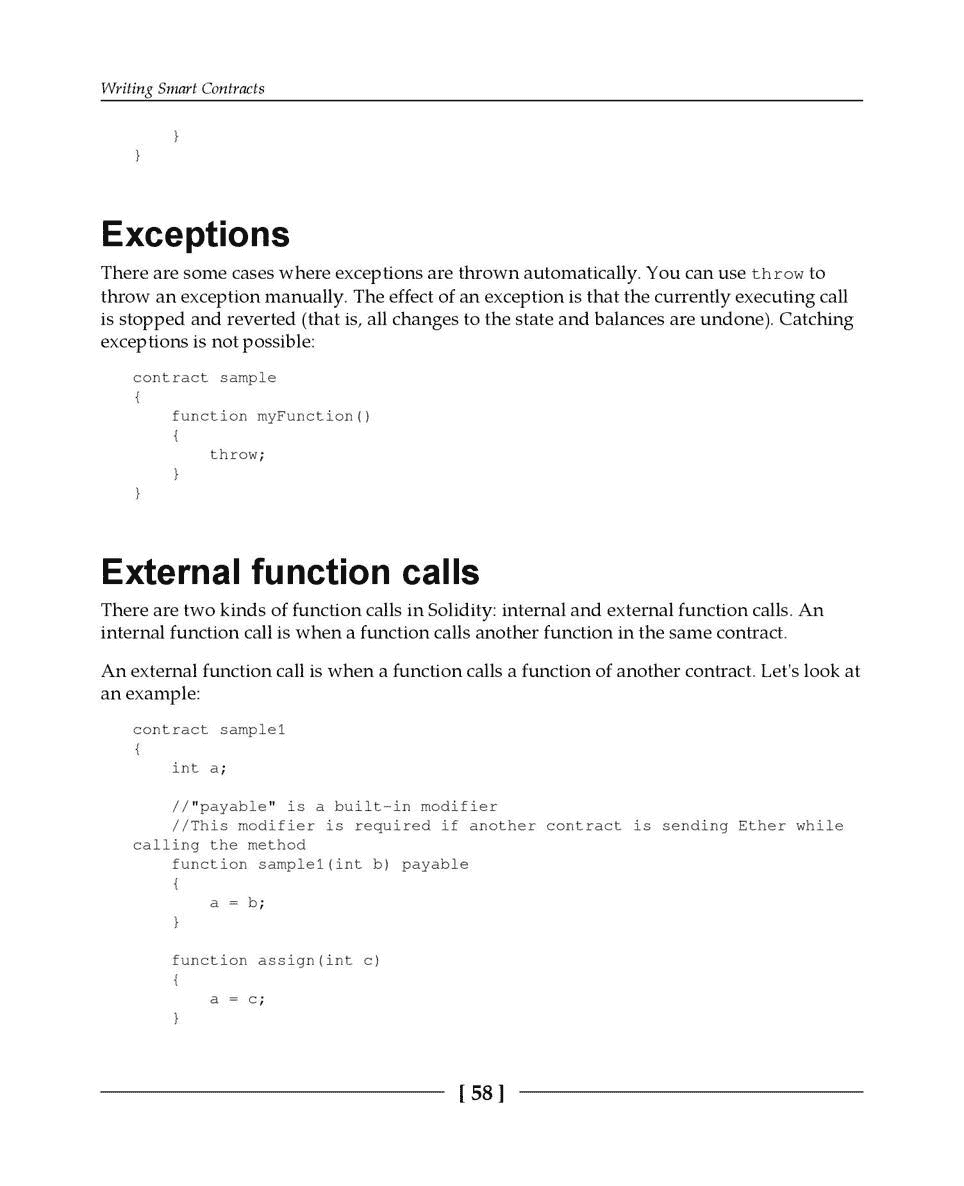 Writing Smart Contracts
}
}
Exceptions
There are some cases where exceptions are thrown automatically. You can use throw to
throw an exception manually. The effect of an exception is that the currently executing call
is stopped and reverted (that is, all changes to the state and balances are undone). Catching
exceptions is not possible:
contract sample
{
function myFunction()
{
throw;
}
}
External function calls
There are two kinds of function calls in Solidity: internal and external function calls. An
internal function call is when a function calls another function in the same contract.
An external function call is when a function calls a function of another contract. Let's look at
an example:
contract sample1
{
int a;
//"payable" is a built-in modifier
//This modifier is required if another contract is sending Ether while
calling the method
function sample1(int b) payable
{
a = b;
}
function assign(int c)
{
a = c;
}
[ 58 ]